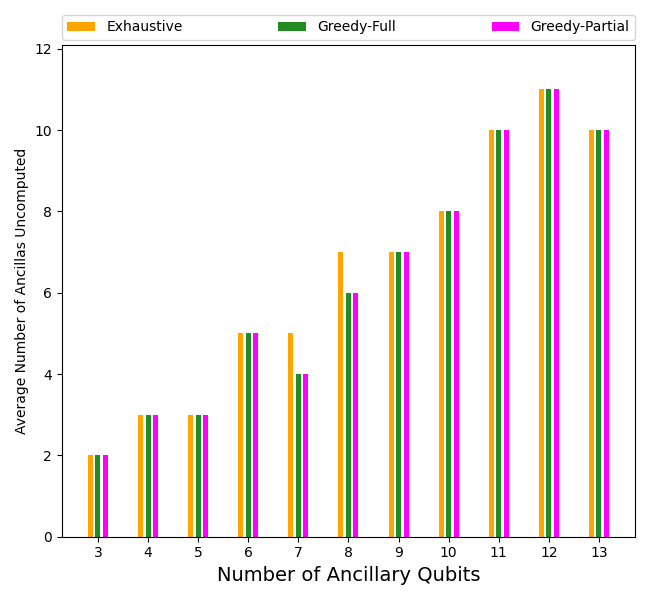 Exhaustive Greedy-Full Greedy-Partial
12
10
8
6
4
2
0
Average Number of Ancillas Uncomputed
3 4 5 6 7 8 9 10 11 12 13
Number of Ancillary Qubits